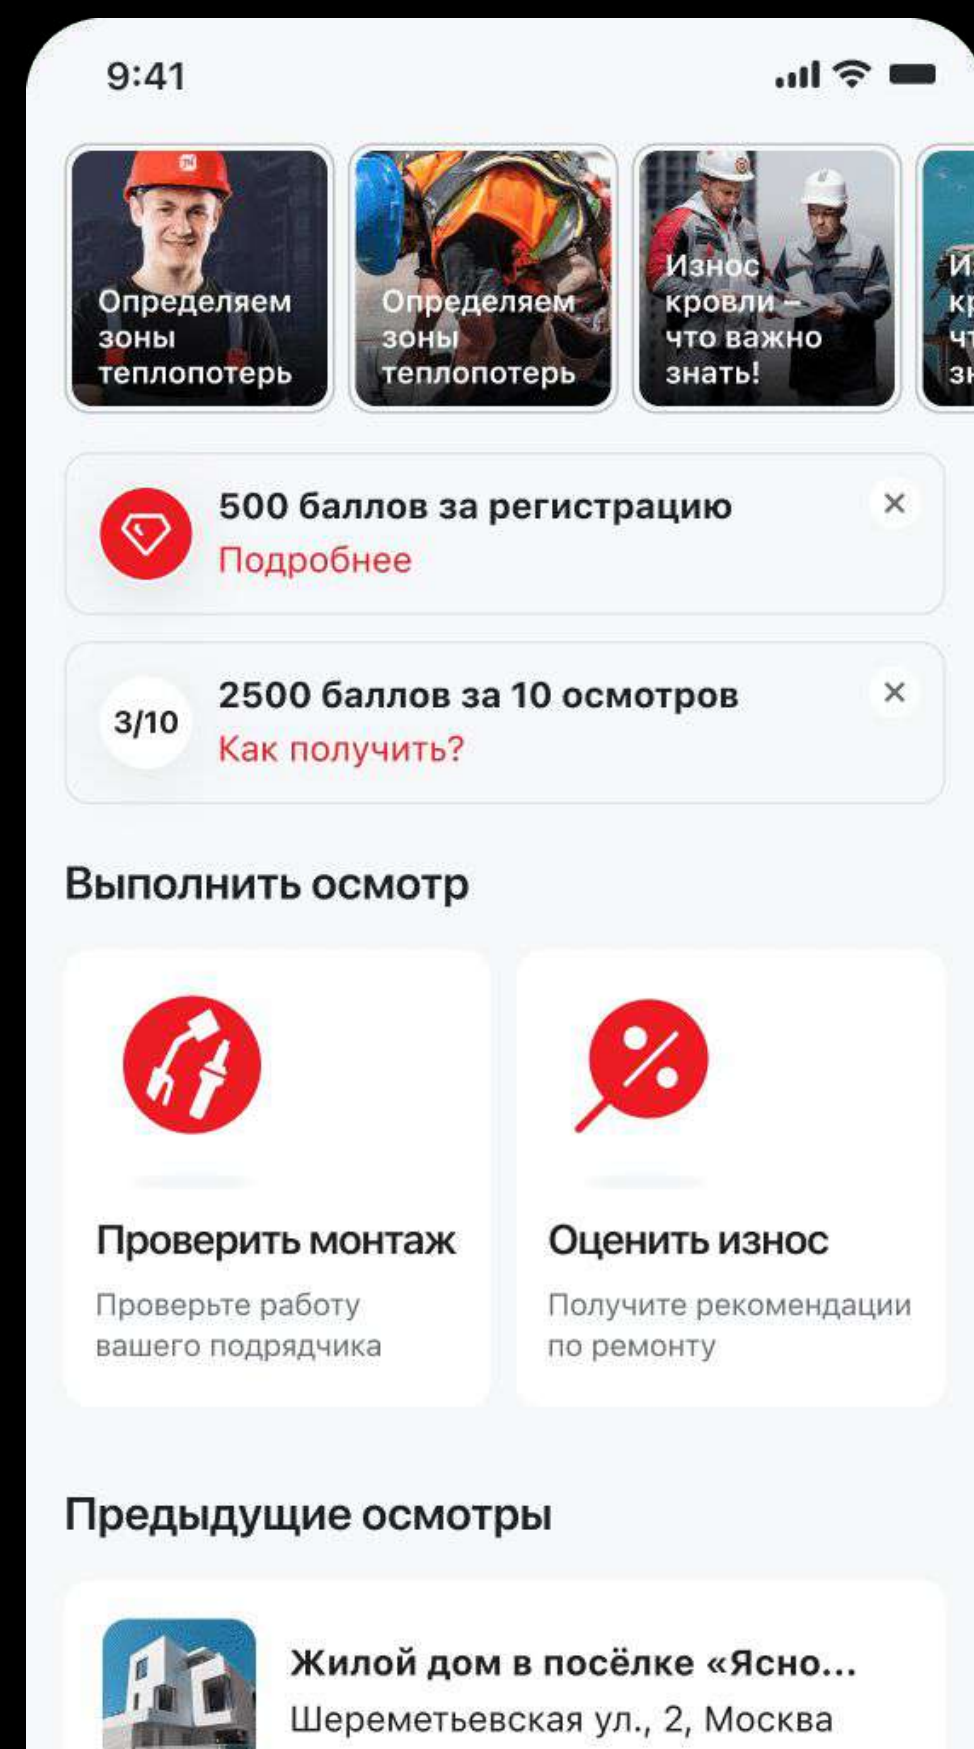 9:41
Определяем
зоны
теплопотерь
Определяем
зоны
теплопотерь
Износ
кровли –
что важно
знать!
500 баллов за регистрацию
Подробнее
3/10
2500 баллов за 10 осмотров
Как получить?
Выполнить осмотр
Проверить монтаж
Проверьте работу
вашего подрядчика
Оценить износ
Получите рекомендации
по ремонту
Предыдущие осмотры
Жилой дом в посёлке «Ясно...
Шереметьевская ул., 2, Москва